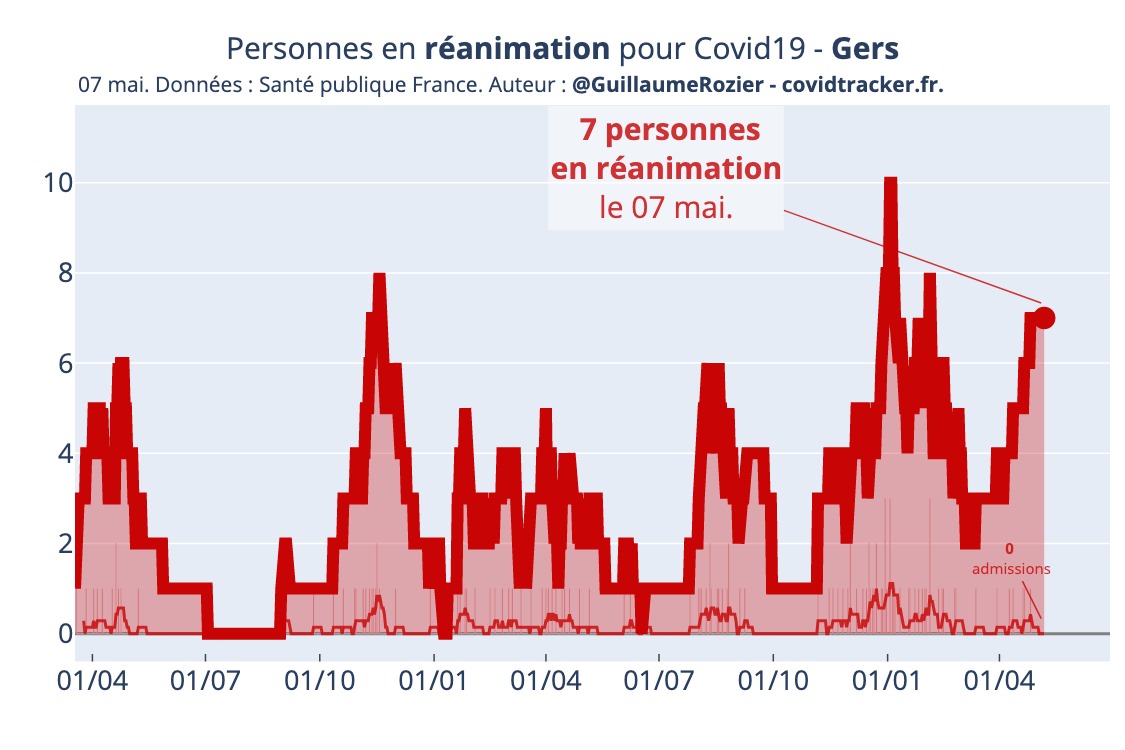 Personnes en réanimation pour Covid19 - Gers
07 mai. Données : Santé publique France. Auteur : @GuillaumeRozier - covidtracker.fr.
7 personnes
en réanimation
le 07 mai.
10
8
6
4
2
0
0
admissions
01/04 01/07 01/10 01/01 01/04 01/07 01/10 01/01 01/04